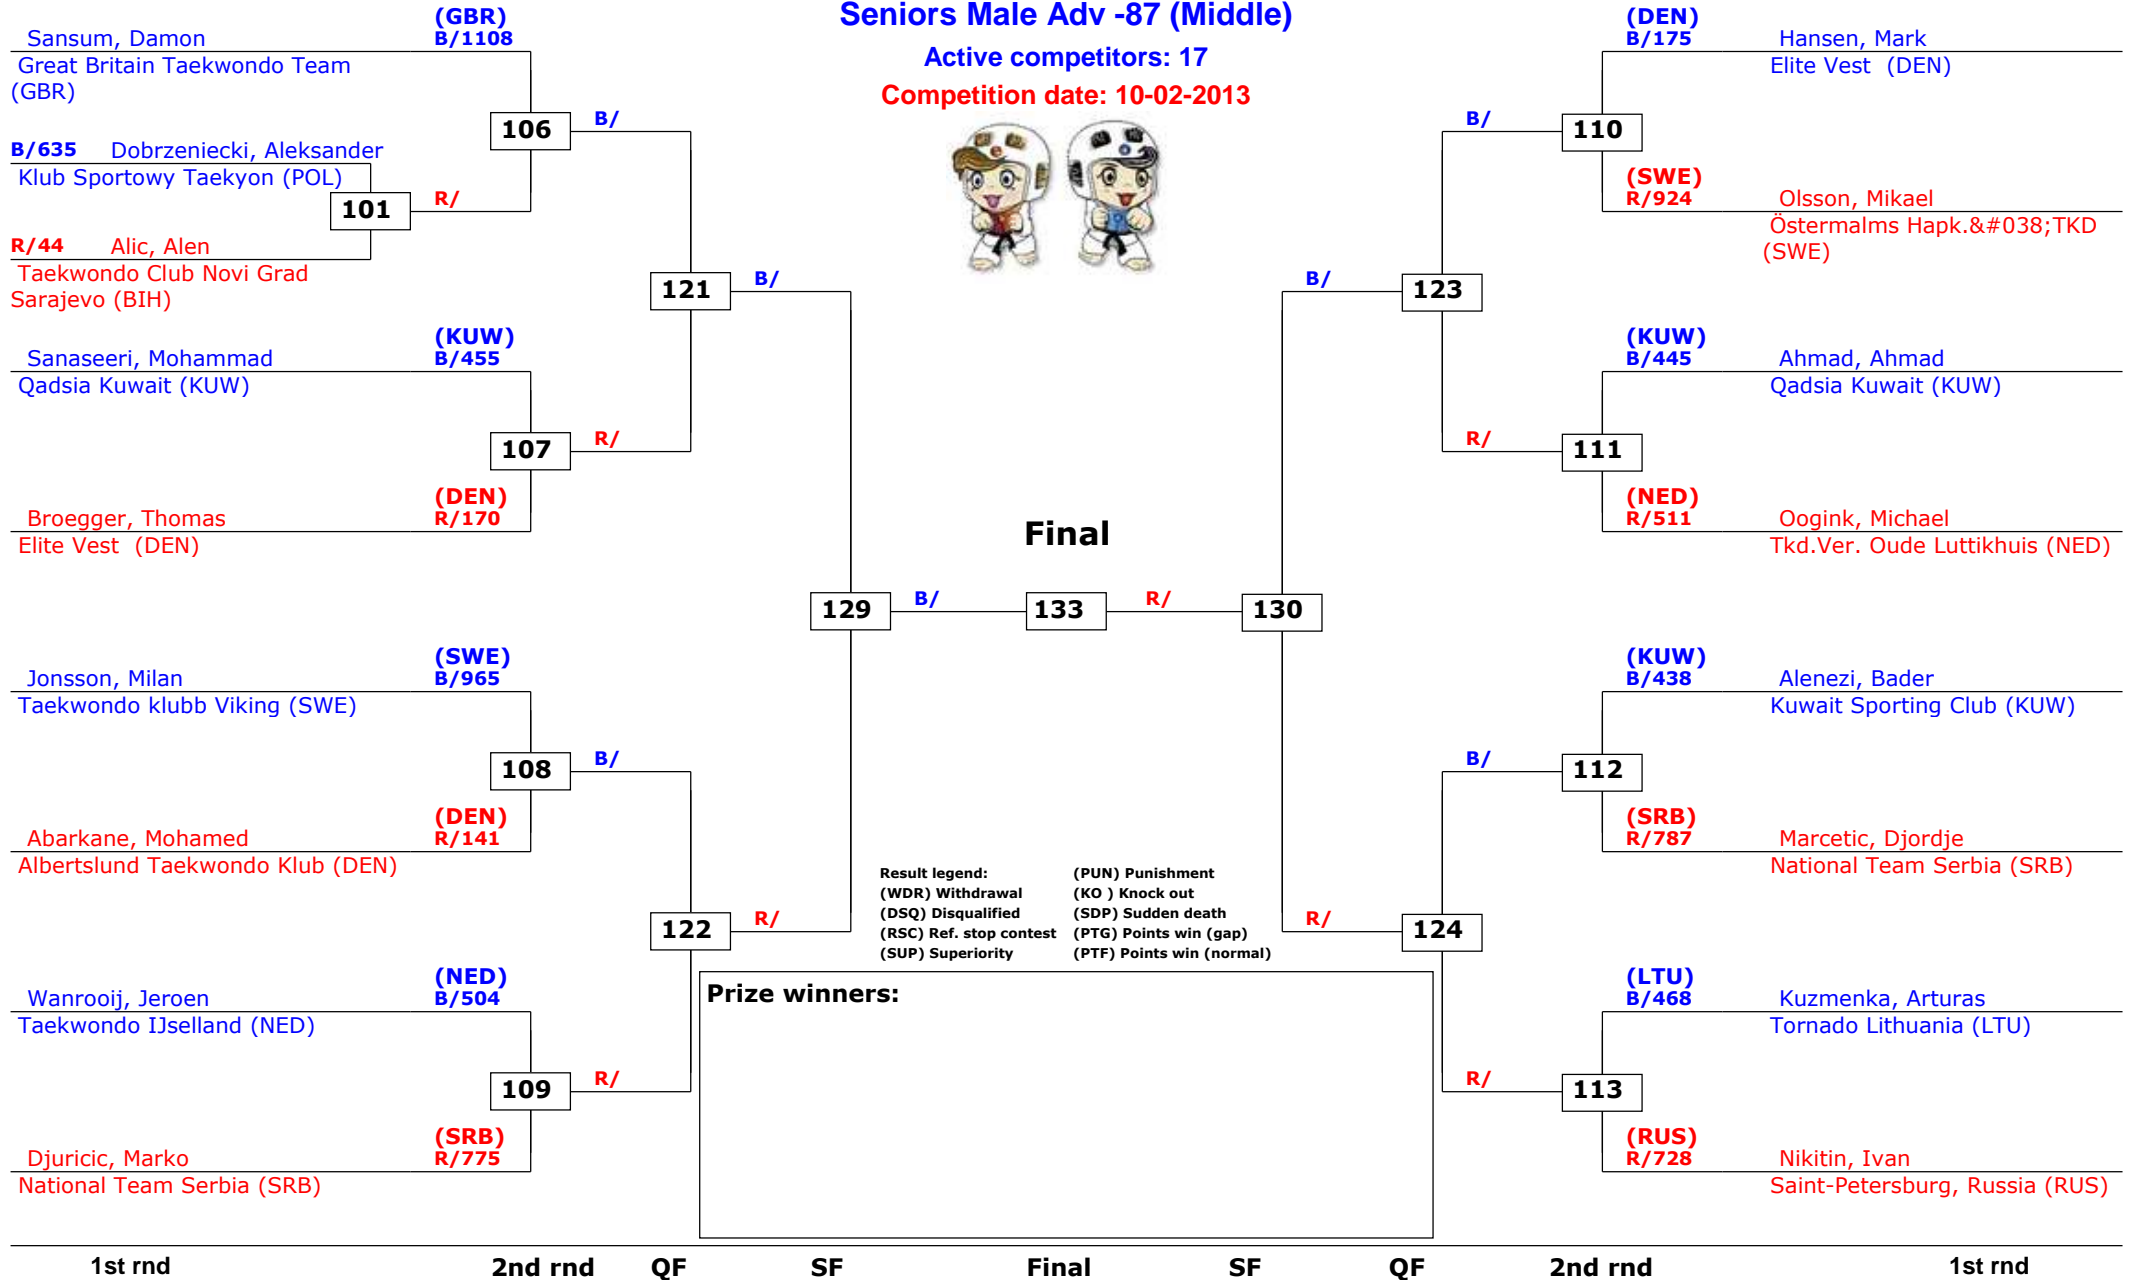 Seniors Male Adv -87 (Middle)
Active competitors: 17
Competition date: 10-02-2013
(GBR)
Sansum, Damon B/1108
Great Britain Taekwondo Team
(GBR)
106 B/
B/635 Dobrzeniecki, Aleksander
Klub Sportowy Taekyon (POL)
101 R/
R/44 Alic, Alen
Taekwondo Club Novi Grad
Sarajevo (BIH)
121 B/
(KUW)
Sanaseeri, Mohammad B/455
Qadsia Kuwait (KUW)
107 R/
(DEN)
Broegger, Thomas R/170
Elite Vest (DEN)
129 B/
(SWE)
Jonsson, Milan B/965
Taekwondo klubb Viking (SWE)
108 B/
(DEN)
Abarkane, Mohamed R/141
Albertslund Taekwondo Klub (DEN)
122 R/
(NED)
Wanrooij, Jeroen B/504
Taekwondo IJselland (NED)
109 R/
(SRB)
Djuricic, Marko R/775
National Team Serbia (SRB)
Final
133
(DEN)
B/175 Hansen, Mark
Elite Vest (DEN)
B/ 110
(SWE)
R/924 Olsson, Mikael
Östermalms Hapk.&#038;TKD
(SWE)
B/ 123
(KUW)
B/445 Ahmad, Ahmad
Qadsia Kuwait (KUW)
R/ 111
(NED)
R/511 Oogink, Michael
Tkd.Ver. Oude Luttikhuis (NED)
R/ 130
(KUW)
B/438 Alenezi, Bader
Kuwait Sporting Club (KUW)
B/ 112
(SRB)
R/787 Marcetic, Djordje
National Team Serbia (SRB)
R/ 124
(LTU)
B/468 Kuzmenka, Arturas
Tornado Lithuania (LTU)
R/ 113
(RUS)
R/728 Nikitin, Ivan
Saint-Petersburg, Russia (RUS)
Result legend: (PUN) Punishment
(WDR) Withdrawal (KO ) Knock out
(DSQ) Disqualified (SDP) Sudden death
(RSC) Ref. stop contest (PTG) Points win (gap)
(SUP) Superiority (PTF) Points win (normal)
Prize winners:
1st rnd 2nd rnd QF SF Final SF QF 2nd rnd 1st rnd